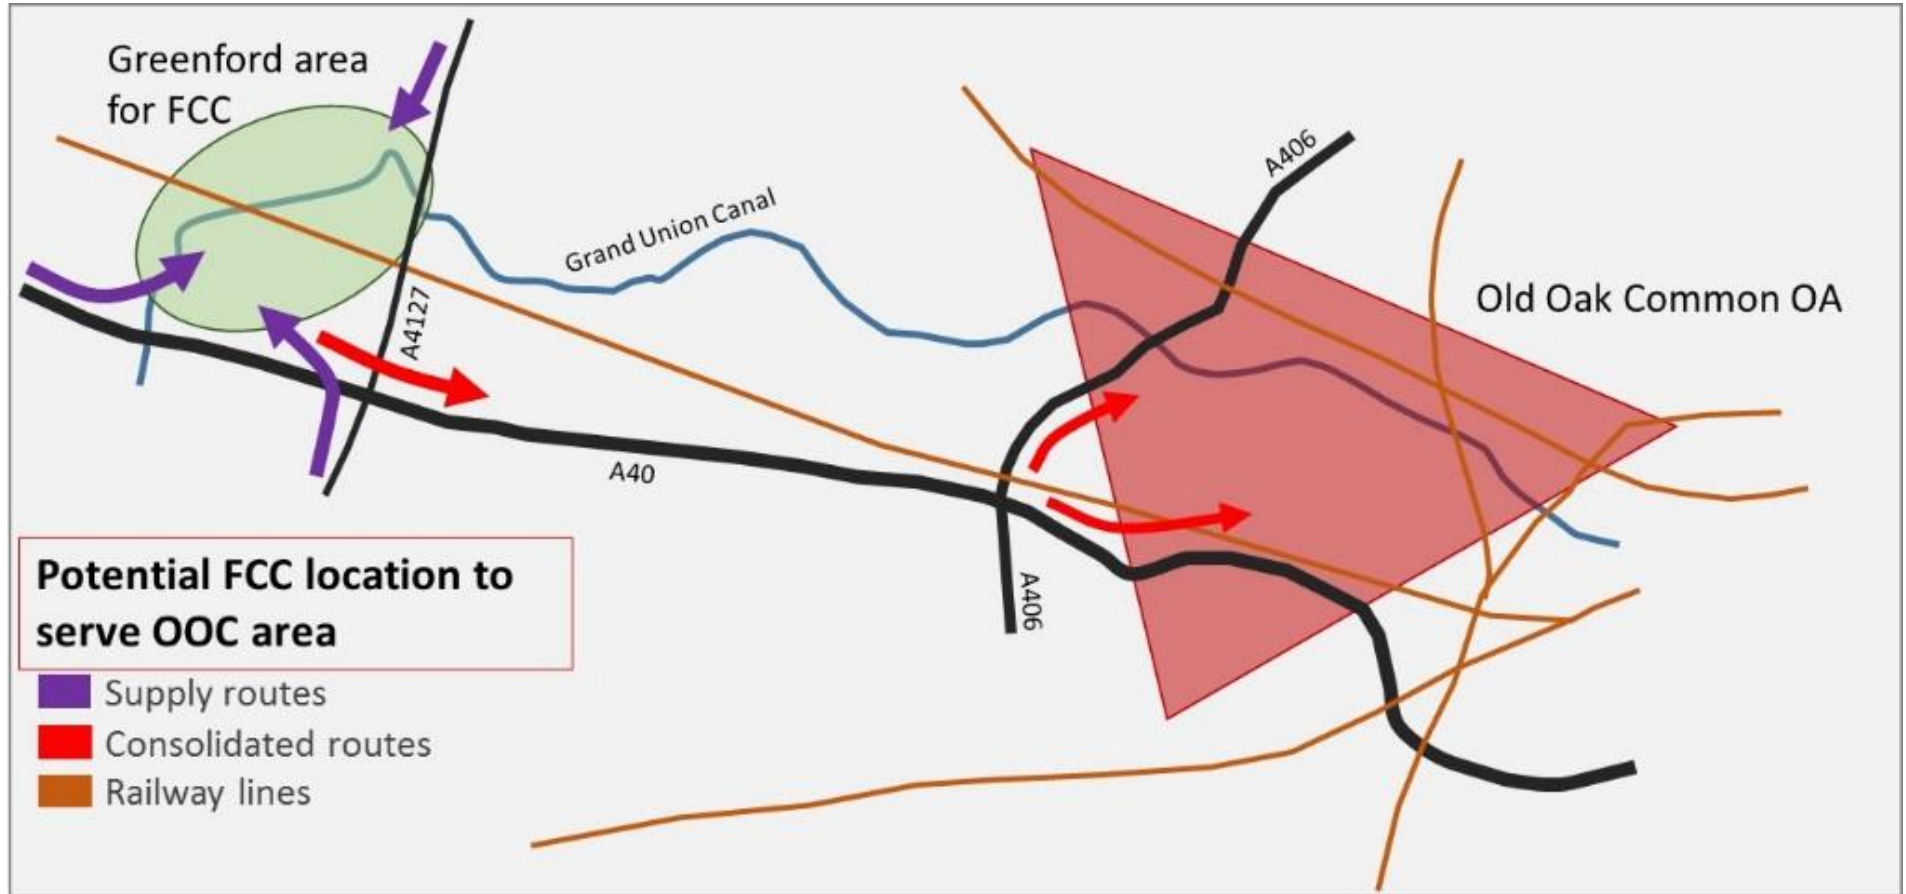 Greenford area
for FCC
A406
Grand Union Canal
Old Oak Common OA
A4127
A40
A406
Potential FCC location to
serve OOC area
Supply routes
Consolidated routes
Railway lines